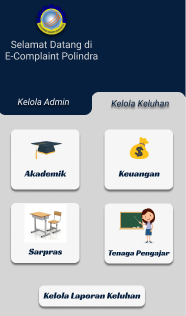 Selamat Datang di
E-Complaint Polindra
Kelola Admin
Kelola Keluhan
Akademik
Keuangan
Sarpras
Tenaga Pengajar
Kelola Laporan Keluhan